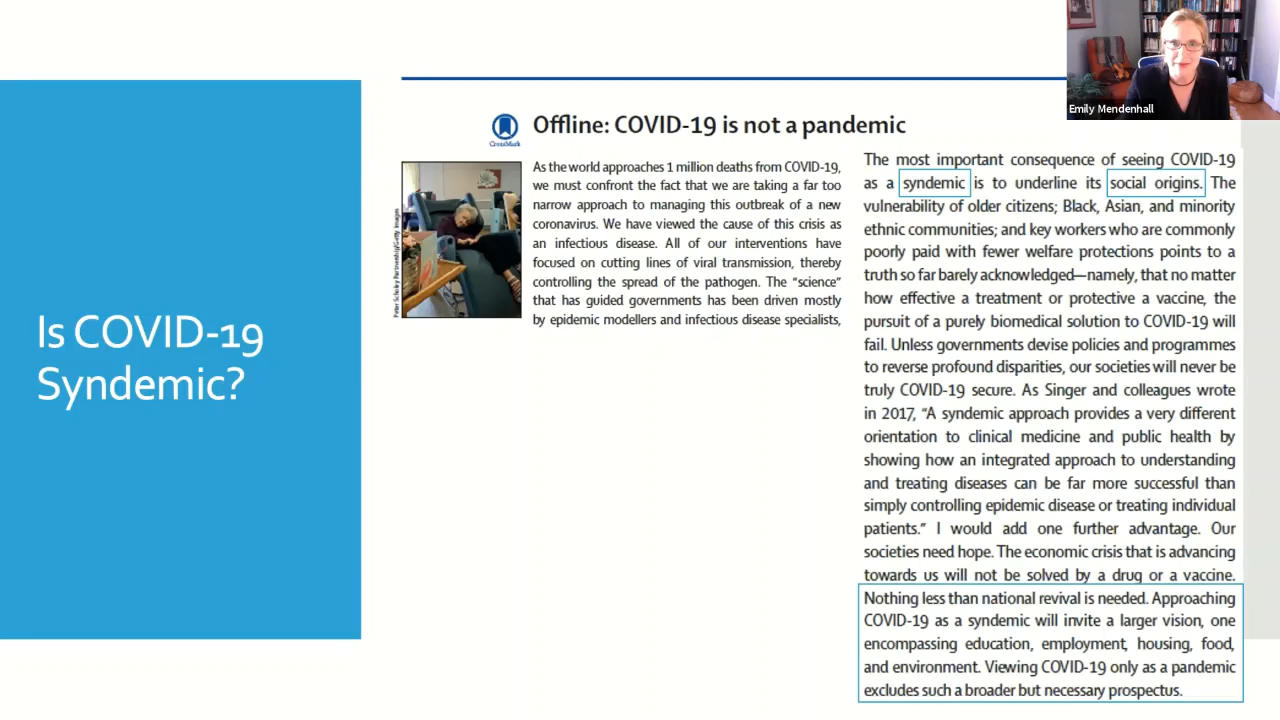 Emily Mendenhall
Is COVID-19
Syndemic?
CrossMark
Offline: COVID-19 is not a pandemic
Peter Scholey Partnership/Getty Images
As the world approaches 1 million deaths from COVID-19,
we must confront the fact that we are taking a far too
narrow approach to managing this outbreak of a new
coronavirus. We have viewed the cause of this crisis as
an infectious disease. All of our interventions have
focused on cutting lines of viral transmission, thereby
controlling the spread of the pathogen. The “science”
that has guided governments has been driven mostly
by epidemic modellers and infectious disease specialists,
The most important consequence of seeing COVID-19
as a syndemic is to underline its social origins. The
vulnerability of older citizens; Black, Asian, and minority
ethnic communities; and key workers who are commonly
poorly paid with fewer welfare protections points to a
truth so far barely acknowledged—namely, that no matter
how effective a treatment or protective a vaccine, the
pursuit of a purely biomedical solution to COVID-19 will
fail. Unless governments devise policies and programmes
to reverse profound disparities, our societies will never be
truly COVID-19 secure. As Singer and colleagues wrote
in 2017, “A syndemic approach provides a very different
orientation to clinical medicine and public health by
showing how an integrated approach to understanding
and treating diseases can be far more successful than
simply controlling epidemic disease or treating individual
patients.” I would add one further advantage. Our
societies need hope. The economic crisis that is advancing
towards us will not be solved by a drug or a vaccine.
Nothing less than national revival is needed. Approaching
COVID-19 as a syndemic will invite a larger vision, one
encompassing education, employment, housing, food,
and environment. Viewing COVID-19 only as a pandemic
excludes such a broader but necessary prospectus.